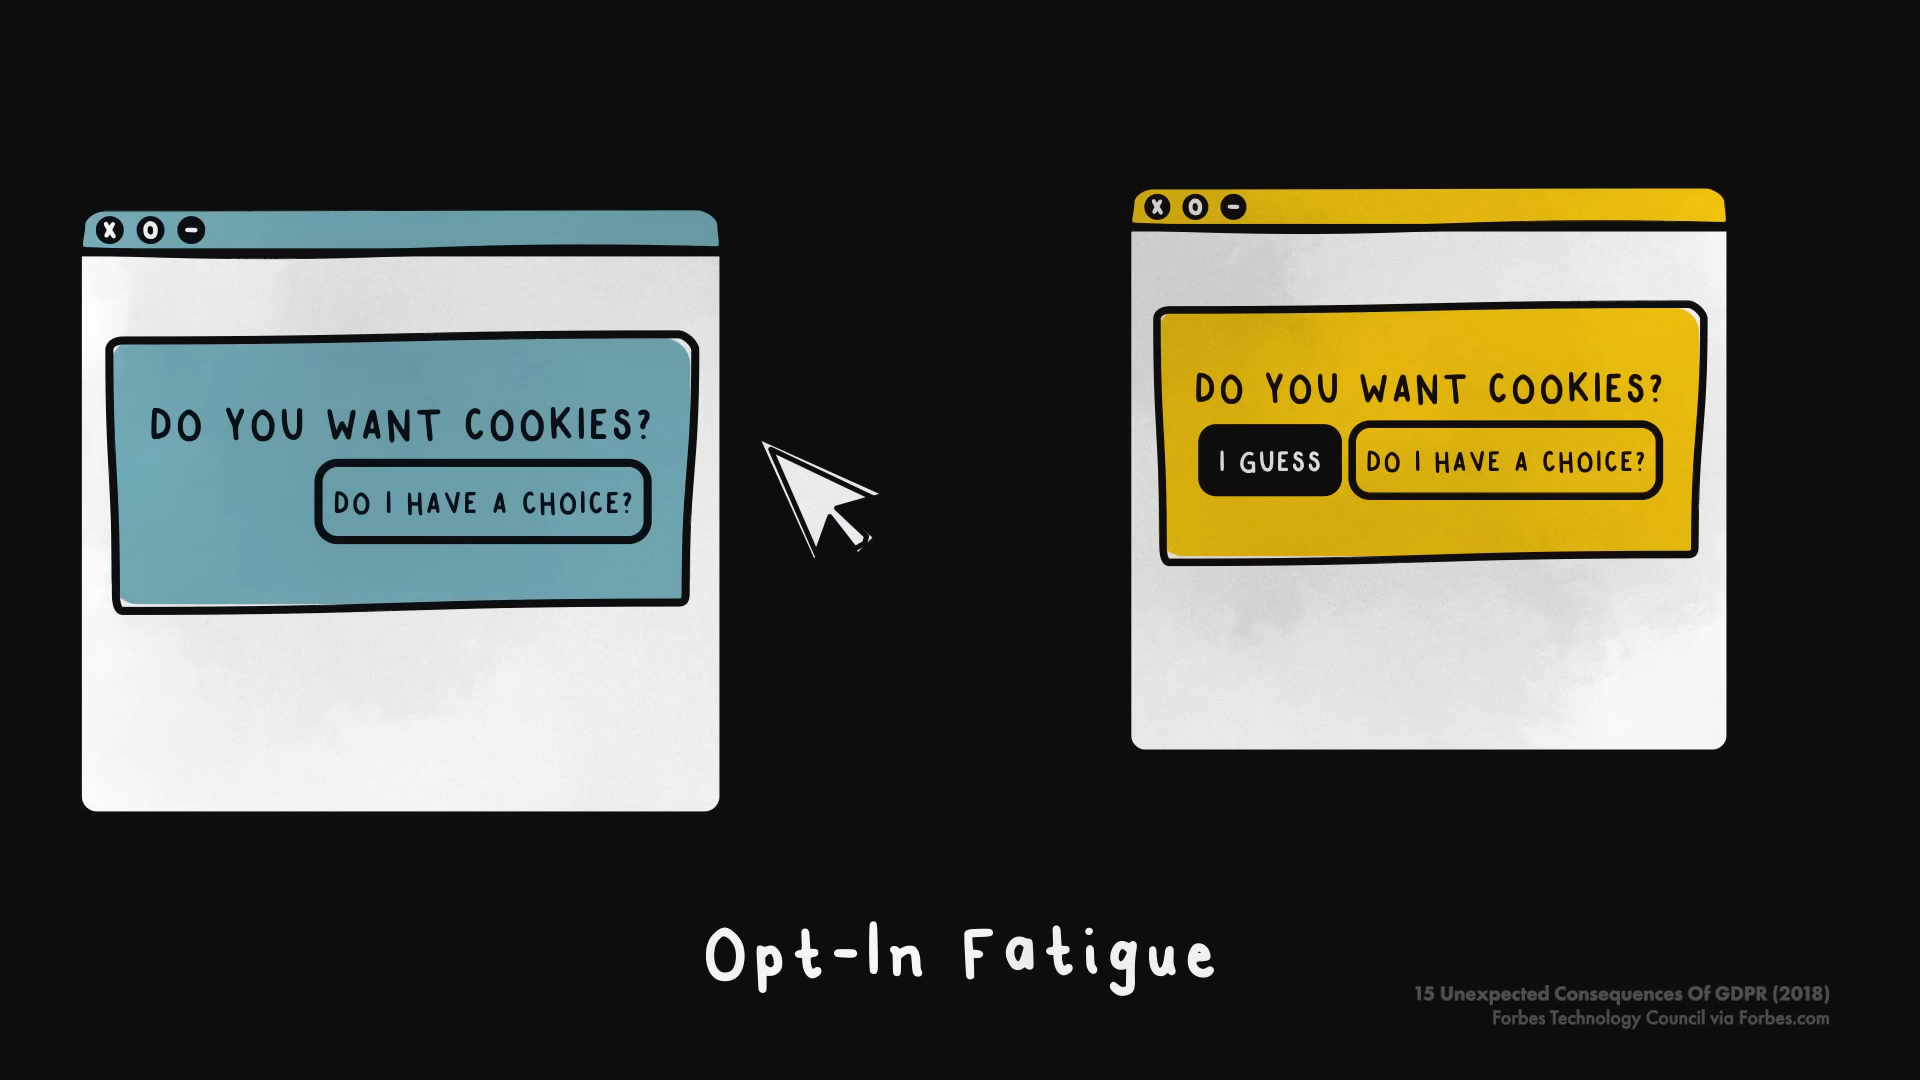 X O -
DO YOU WANT COOKIES?
DO I HAVE A CHOICE?
X O -
DO YOU WANT COOKIES?
I GUESS DO I HAVE A CHOICE?
Opt-In Fatigue
15 Unexpected Consequences Of GDPR (2018)
Forbes Technology Council via Forbes.com